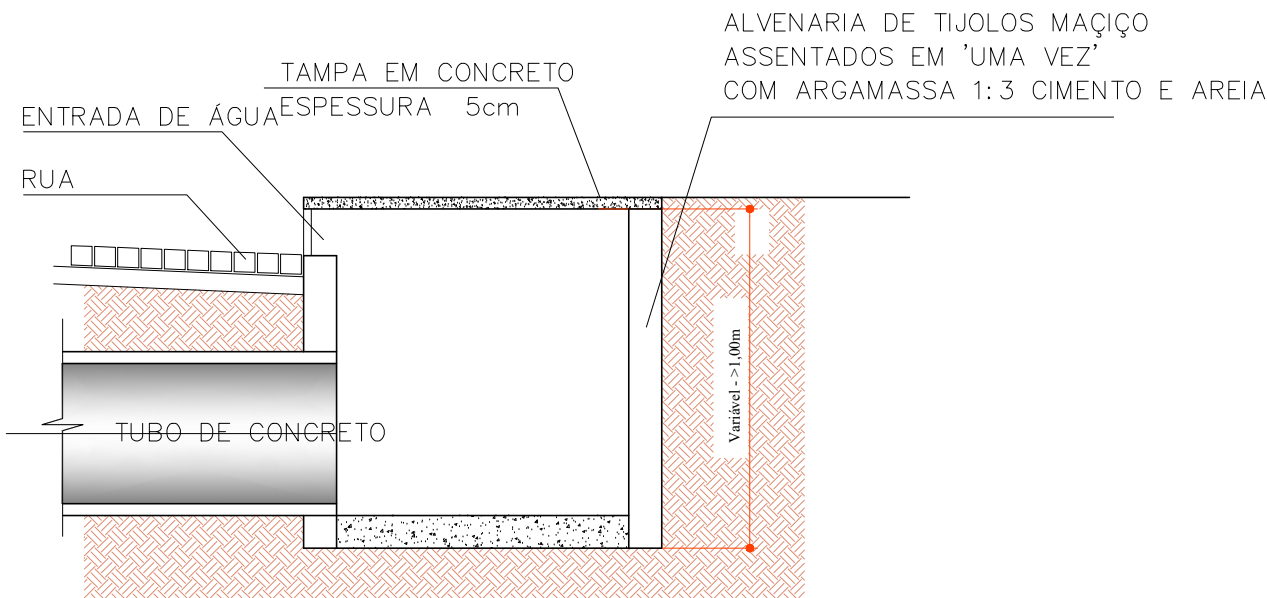 ALVENARIA DE TIJOLOS MAÇIÇO
ASSENTADOS EM 'UMA VEZ'
COM ARGAMASSA 1:3 CIMENTO E AREIA
TAMPA EM CONCRETO
ESPESSURA 5cm
ENTRADA DE ÁGUA
RUA
Variável - >1,00m
TUBO DE CONCRETO